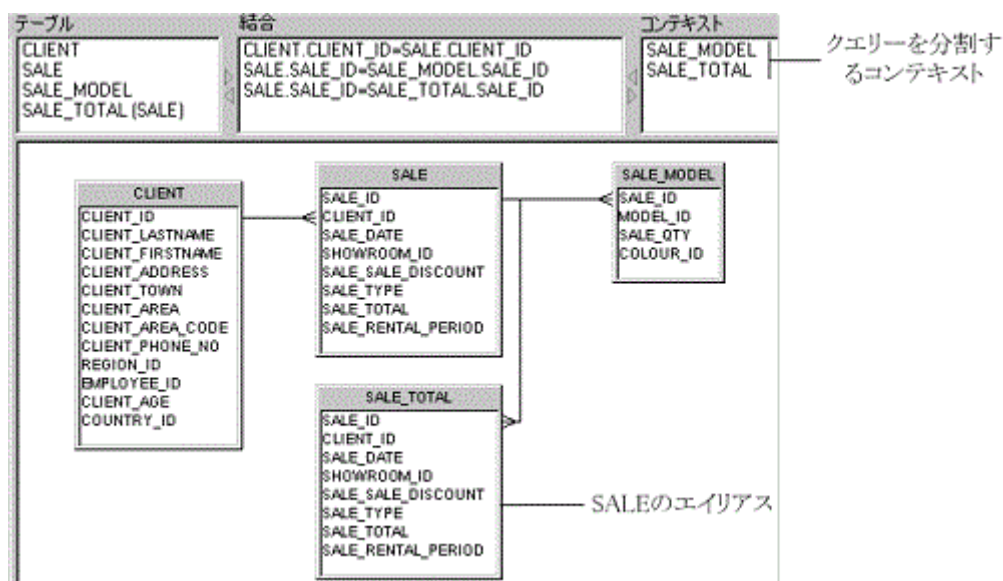 テーブル
CLIENT
SALE
SALE_MODEL
SALE_TOTAL (SALE)
結合
CLIENT.CLIENT_ID=SALE.CLIENT_ID
SALE.SALE_ID=SALE_MODEL.SALE_ID
SALE.SALE_ID=SALE_TOTAL.SALE_ID
コンテキスト
SALE_MODEL
SALE_TOTAL
クエリーを分割す
るコンテキスト
CLIENT
CLIENT_ID
CLIENT_LASTNAME
CLIENT_FIRSTNAME
CLIENT_ADDRESS
CLIENT_TOWN
CLIENT_AREA
CLIENT_AREA_CODE
CLIENT_PHONE_NO
REGION_ID
EMPLOYEE_ID
CLIENT_AGE
COUNTRY_ID
SALE
SALE_ID
CLIENT_ID
SALE_DATE
SHOWROOM_ID
SALE_SALE_DISCOUNT
SALE_TYPE
SALE_TOTAL
SALE_RENTAL_PERIOD
SALE_MODEL
SALE_ID
MODEL_ID
SALE_QTY
COLOUR_ID
SALE_TOTAL
SALE_ID
CLIENT_ID
SALE_DATE
SHOWROOM_ID
SALE_SALE_DISCOUNT
SALE_TYPE
SALE_TOTAL
SALE_RENTAL_PERIOD
SALEのエイリアス